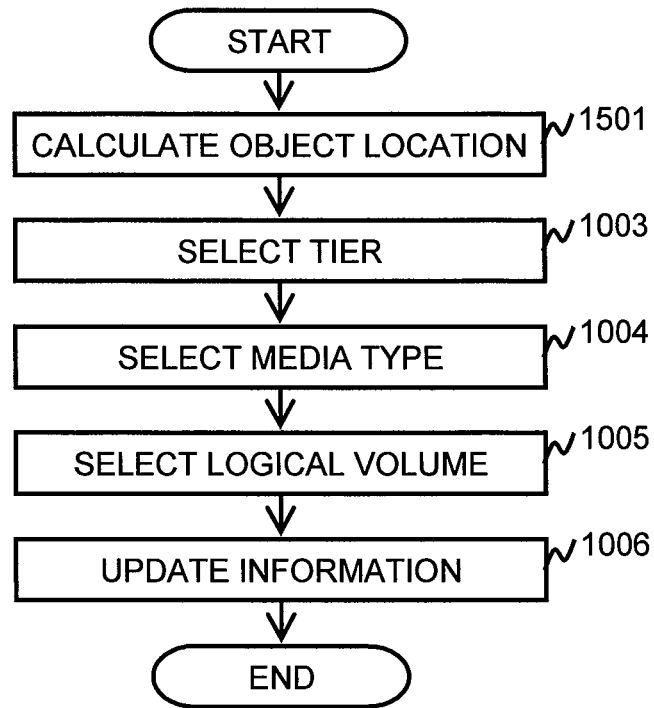 START
CALCULATE OBJECT LOCATION
1501
SELECT TIER
1003
SELECT MEDIA TYPE
1004
SELECT LOGICAL VOLUME
1005
UPDATE INFORMATION
1006
END